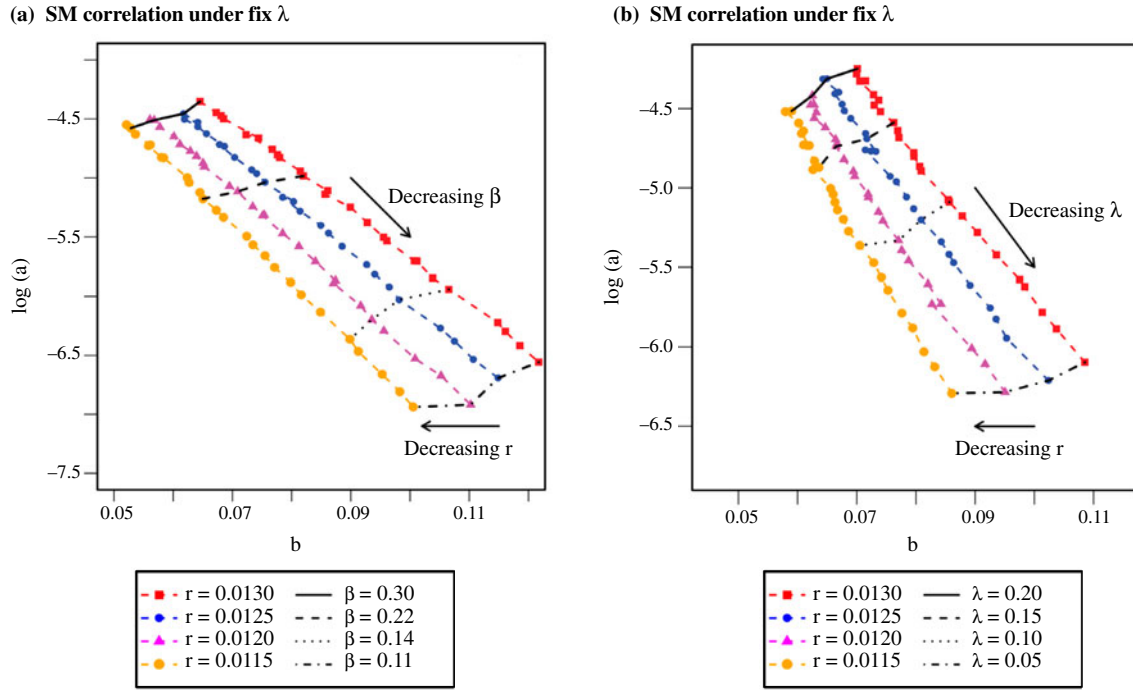 (a) SM correlation under fix λ
−4.5
−5.5
−6.5
−7.5
log (a)
Decreasing β
Decreasing r
0.05
0.07
0.09
0.11
b
r = 0.0130
β = 0.30
r = 0.0125
β = 0.22
r = 0.0120
β = 0.14
r = 0.0115
β = 0.11
(b) SM correlation under fix λ
−4.5
−5.0
−5.5
−6.0
−6.5
log (a)
Decreasing λ
Decreasing r
0.05
0.07
0.09
0.11
b
r = 0.0130
λ = 0.20
r = 0.0125
λ = 0.15
r = 0.0120
λ = 0.10
r = 0.0115
λ = 0.05